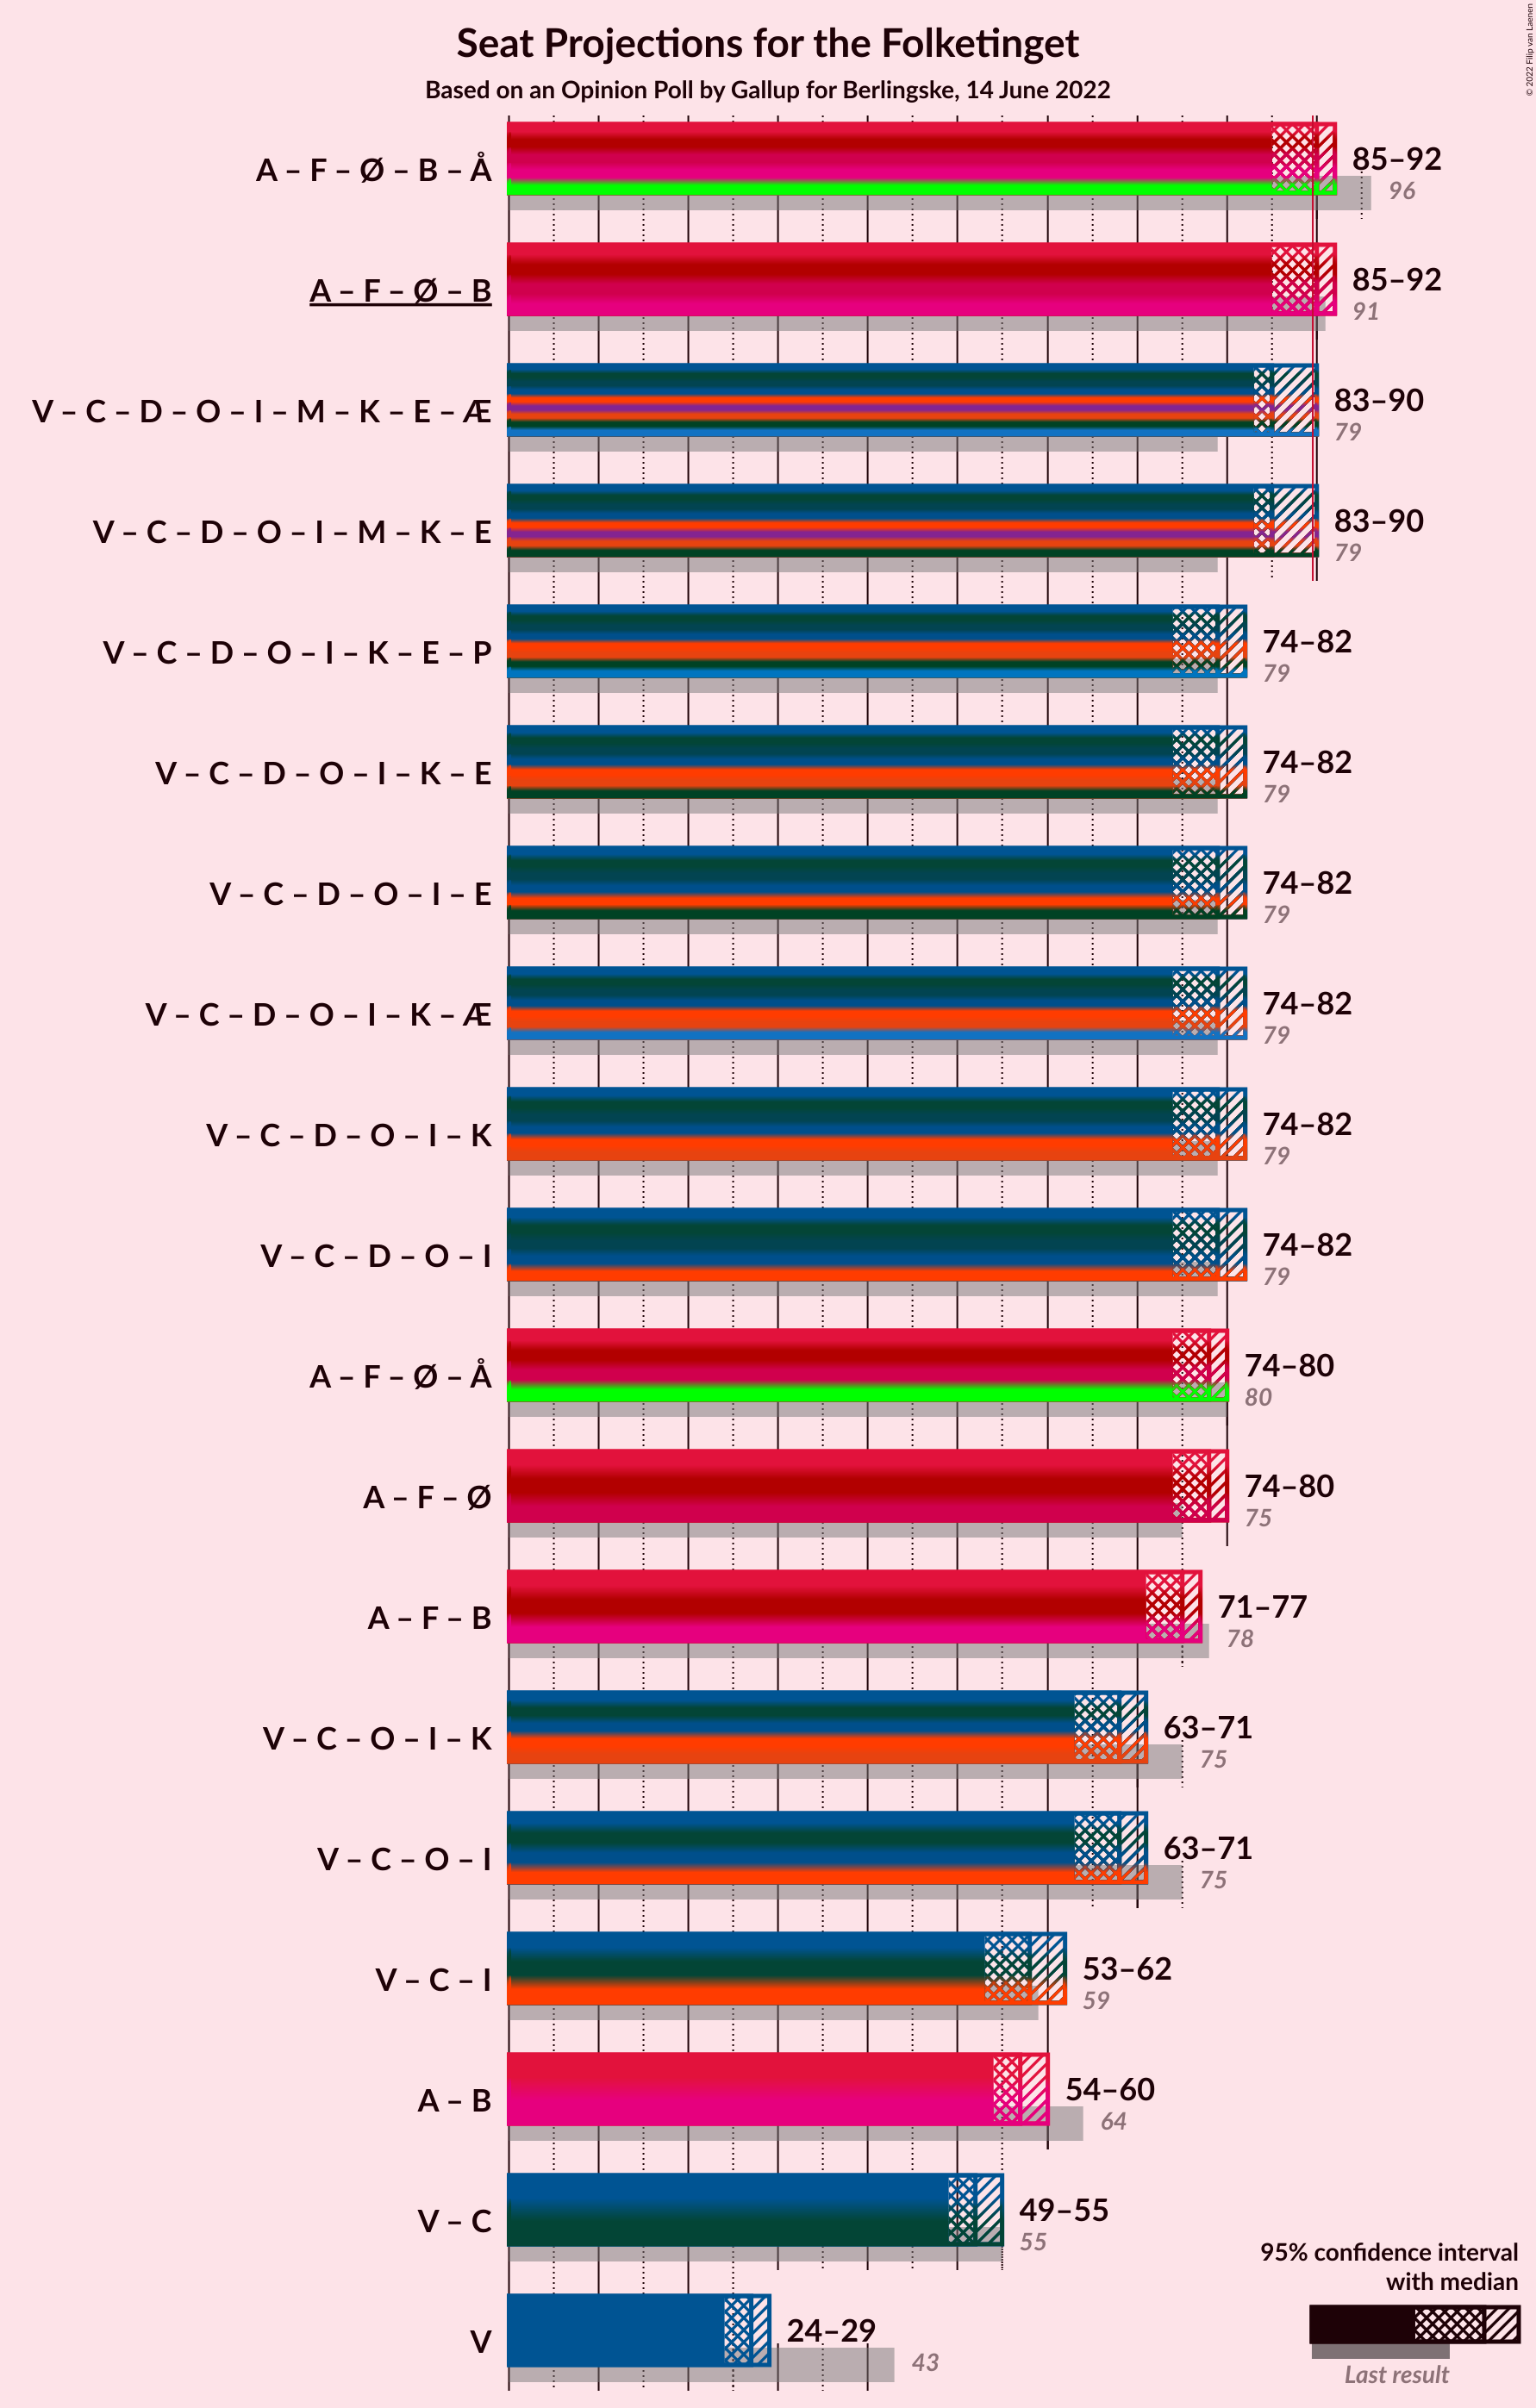 Seat Projections for the Folketinget
Based on an Opinion Poll by Gallup for Berlingske, 14 June 2022
© 2022 Filip van Laenen
A – F – Ø – B – Å
85–92
96
A – F – Ø – B
85–92
91
V – C – D – O – I – M – K – E – Æ
83–90
79
V – C – D – O – I – M – K – E
83–90
79
V – C – D – O – I – K – E – P
74–82
79
V – C – D – O – I – K – E
74–82
79
V – C – D – O – I – E
74–82
79
V – C – D – O – I – K – Æ
74–82
79
V – C – D – O – I – K
74–82
79
V – C – D – O – I
74–82
79
A – F – Ø – Å
74–80
80
A – F – Ø
74–80
75
A – F – B
71–77
78
V – C – O – I – K
63–71
75
V – C – O – I
63–71
75
V – C – I
53–62
59
A – B
54–60
64
V – C
49–55
55
V
24–29
43
95% confidence interval
with median
Last result